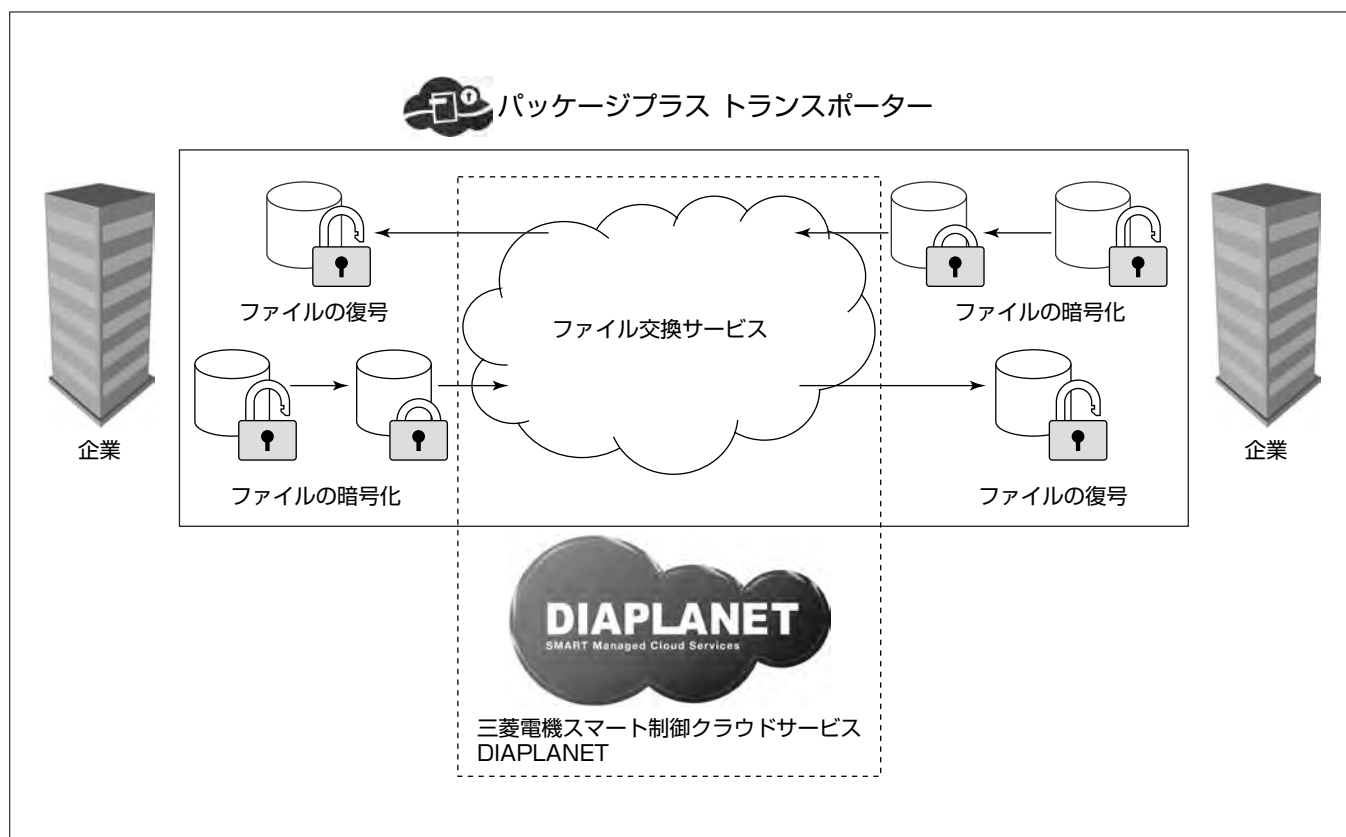 パッケージプラス トランスポーター
ファイルの復号
ファイルの暗号化
ファイル交換サービス
企業
企業
ファイルの暗号化
ファイルの復号
DIAPLANET
SMART Managed Cloud Services
三菱電機スマート制御クラウドサービス
DIAPLANET